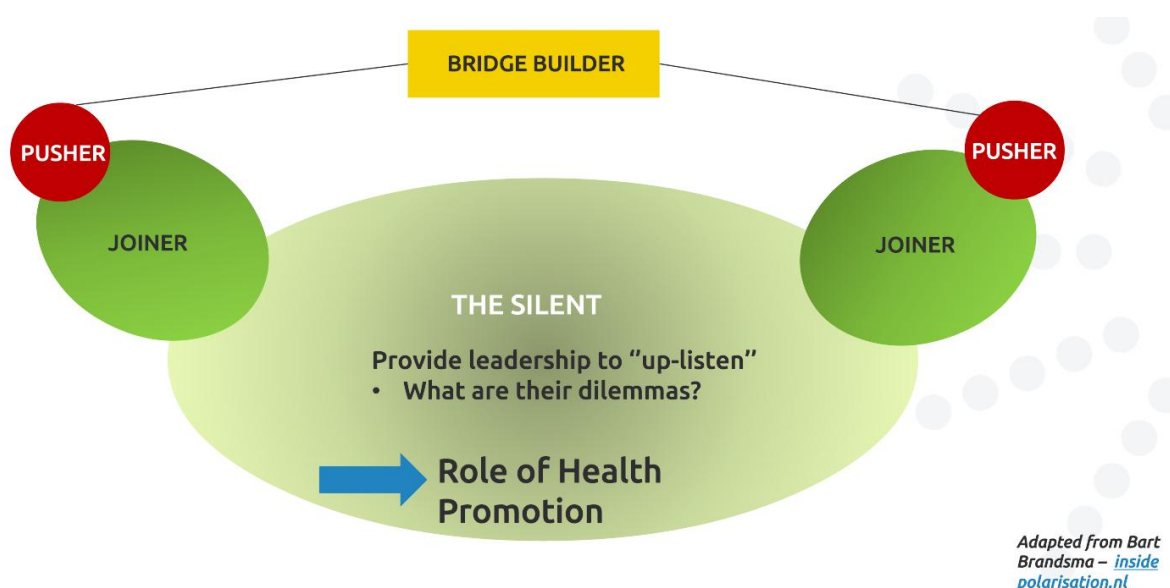 BRIDGE BUILDER
PUSHER
PUSHER
JOINER
JOINER
THE SILENT
Provide leadership to “up-listen”
• What are their dilemmas?
Role of Health
Promotion
Adapted from Bart
Brandsma – inside
polarisation.nl